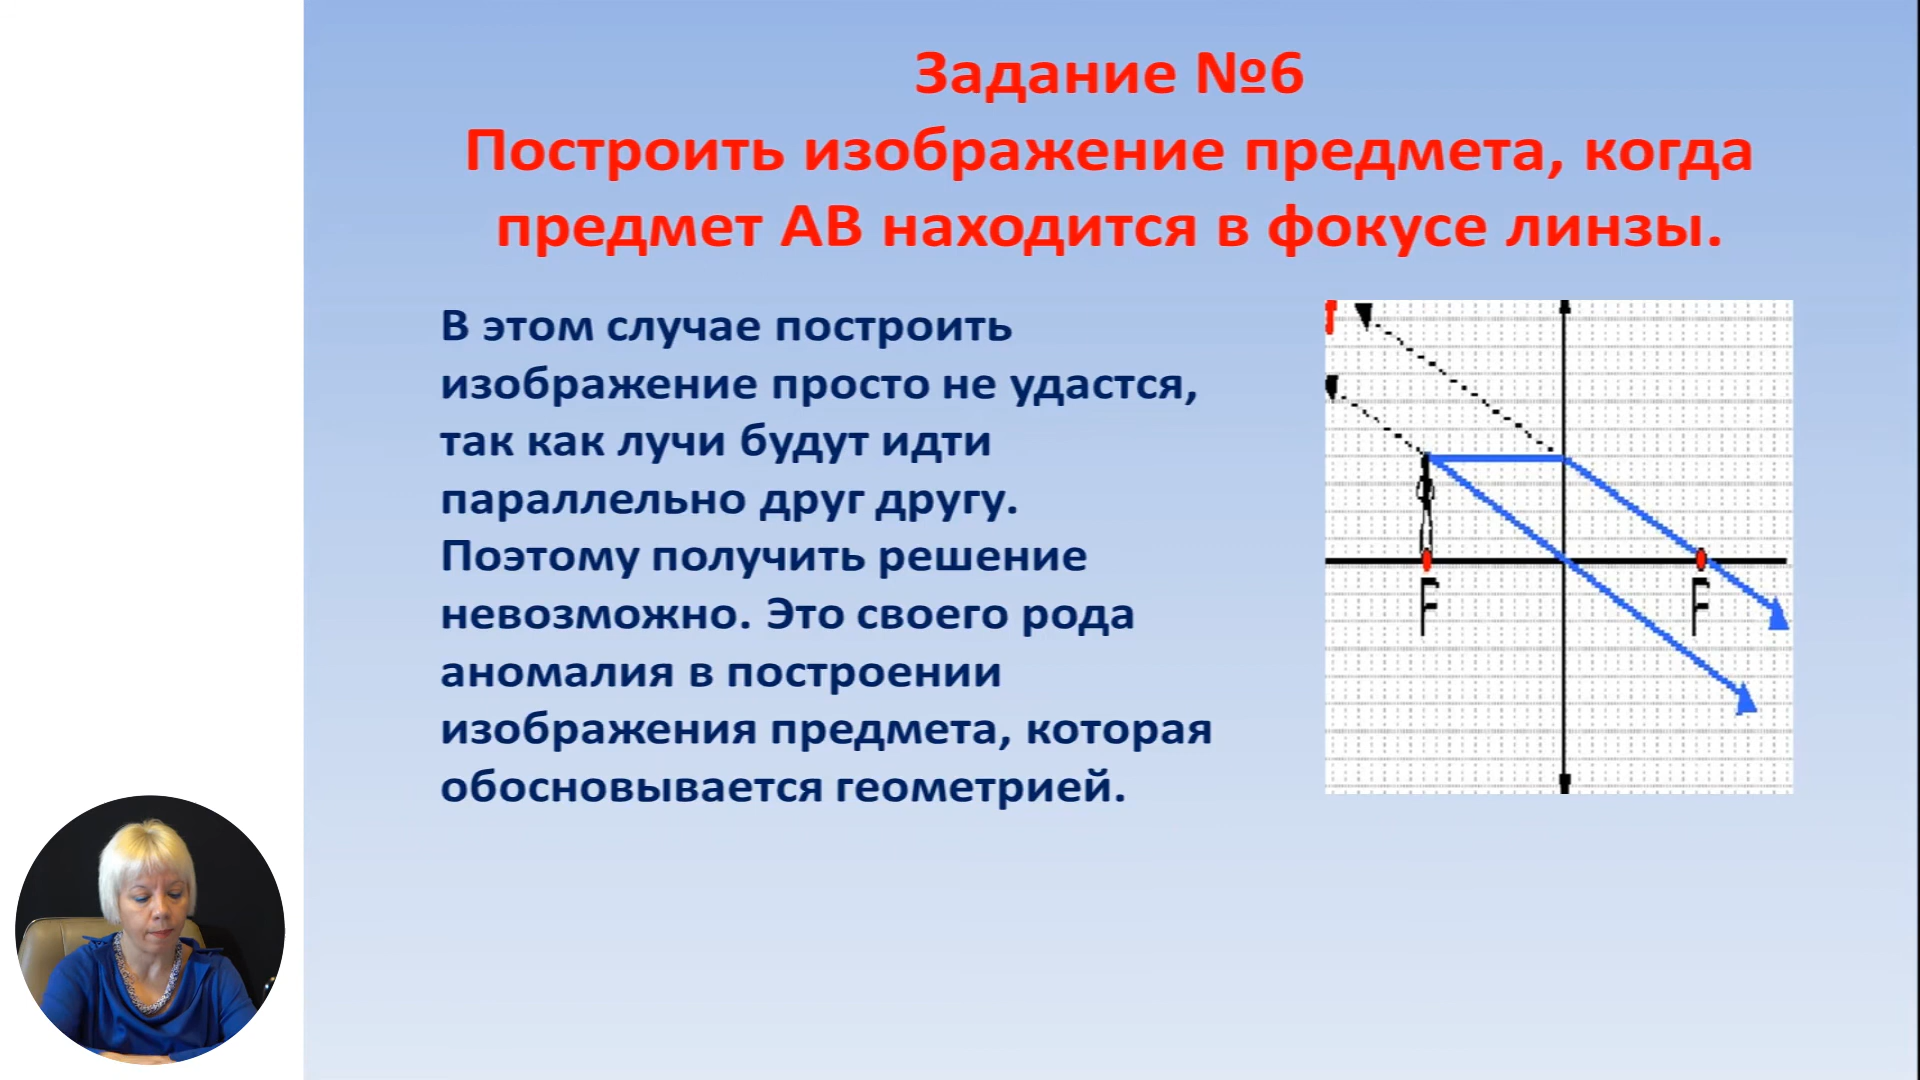 Задание №6
Построить изображение предмета, когда
предмет АВ находится в фокусе линзы.
В этом случае построить
изображение просто не удастся,
так как лучи будут идти
параллельно друг другу.
Поэтому получить решение
невозможно. Это своего рода
аномалия в построении
изображения предмета, которая
обосновывается геометрией.
F F